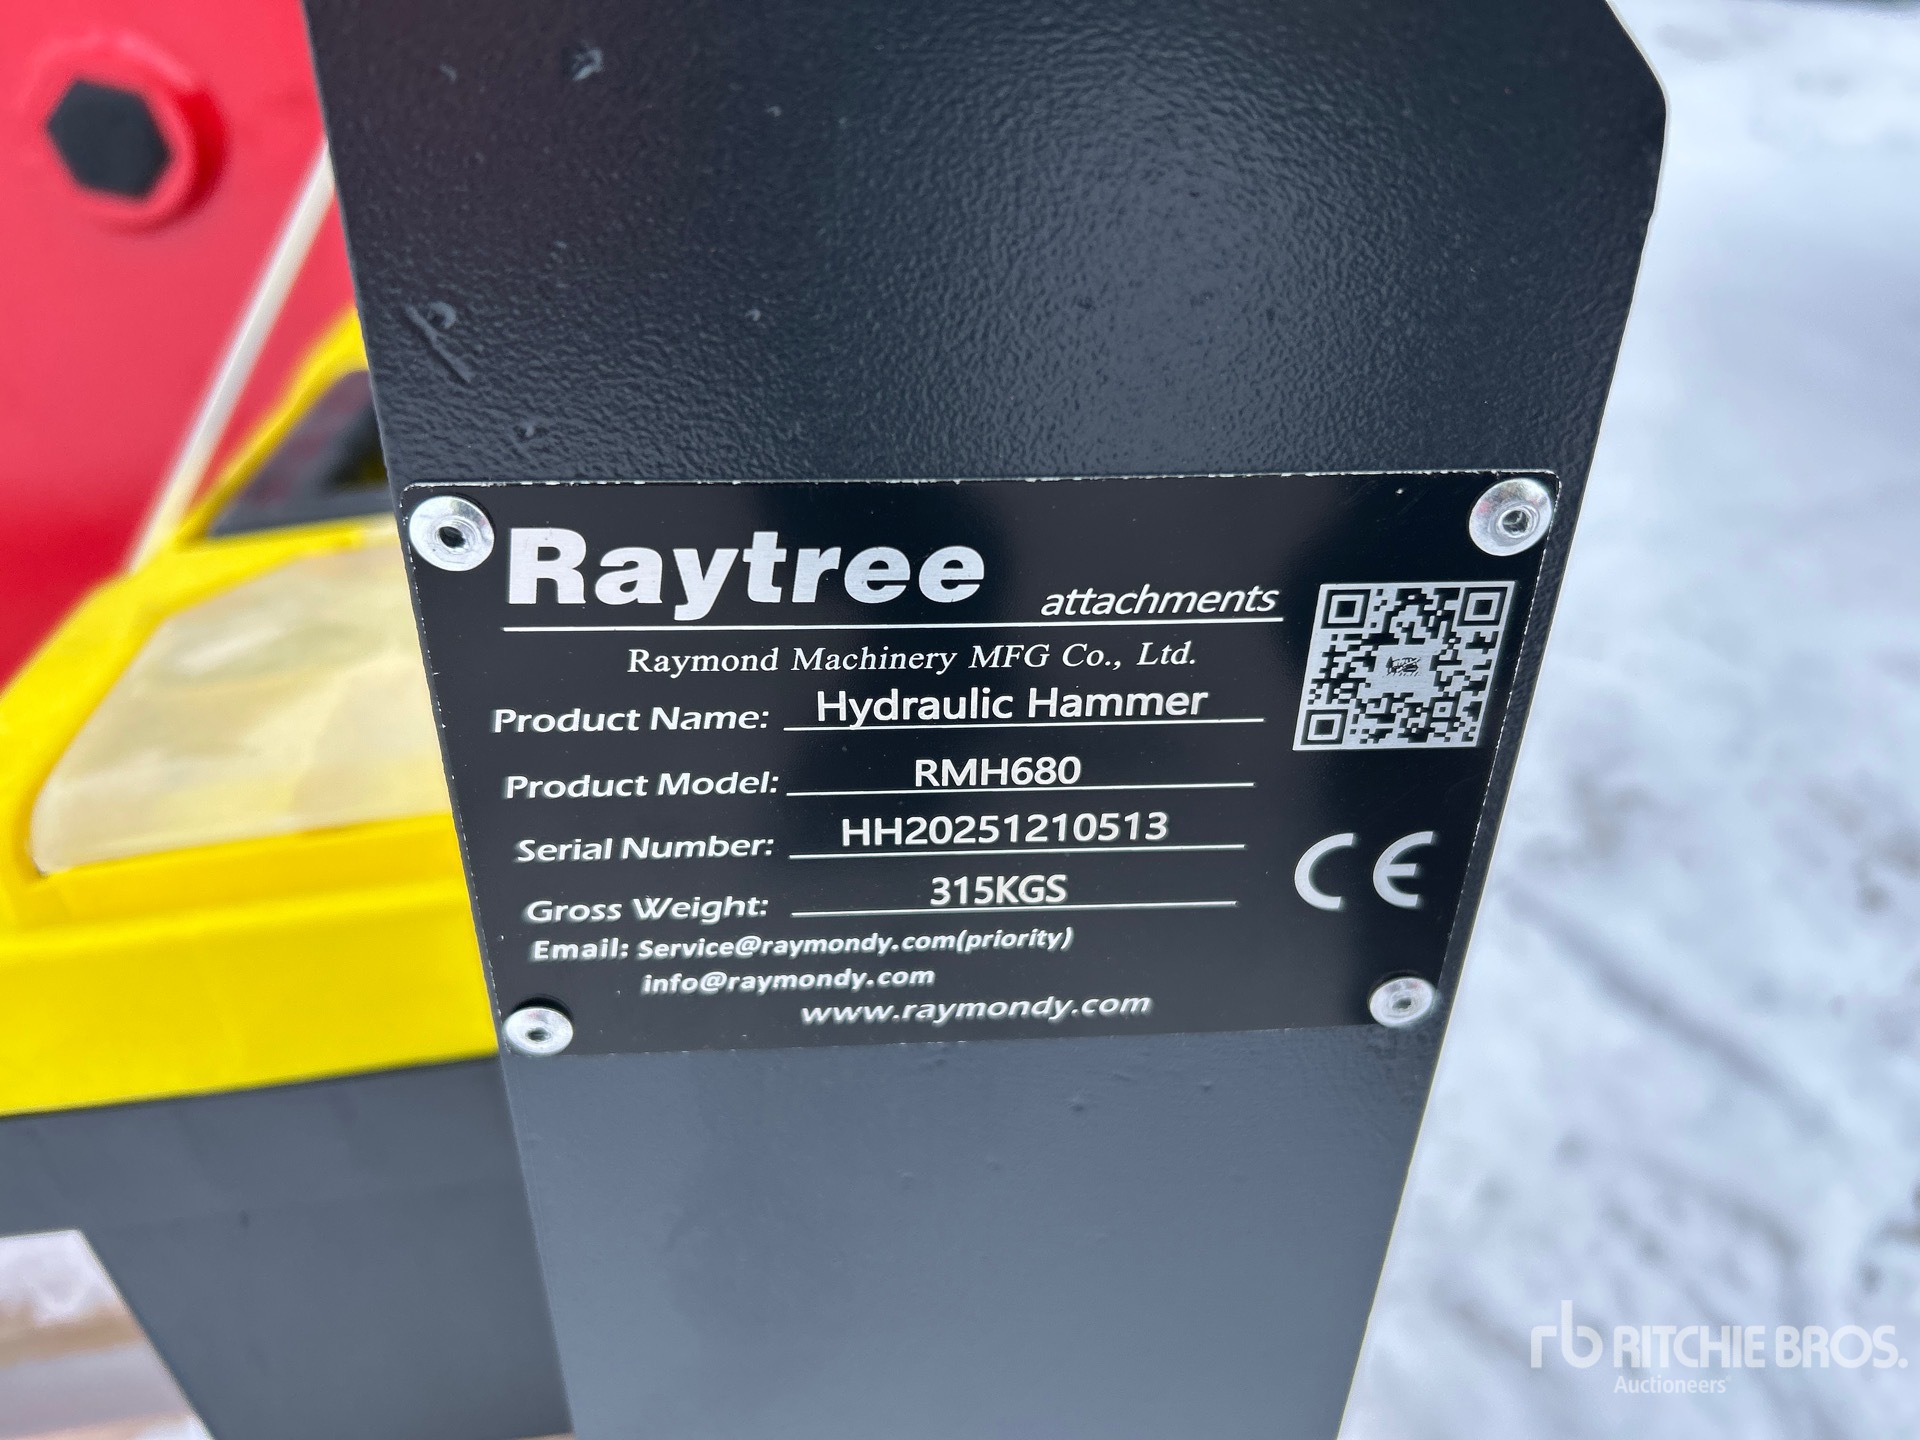 Raytree attachments
Raymond Machinery MFG Co., Ltd.
Product Name: Hydraulic Hammer
Product Model: RMH680
Serial Number: HH20251210513
Gross Weight: 315KGS
Email: Service@raymondy.com(priority)
info@raymondy.com
www.raymondy.com
CE
rb RITCHIE BROS.
Auctioneers